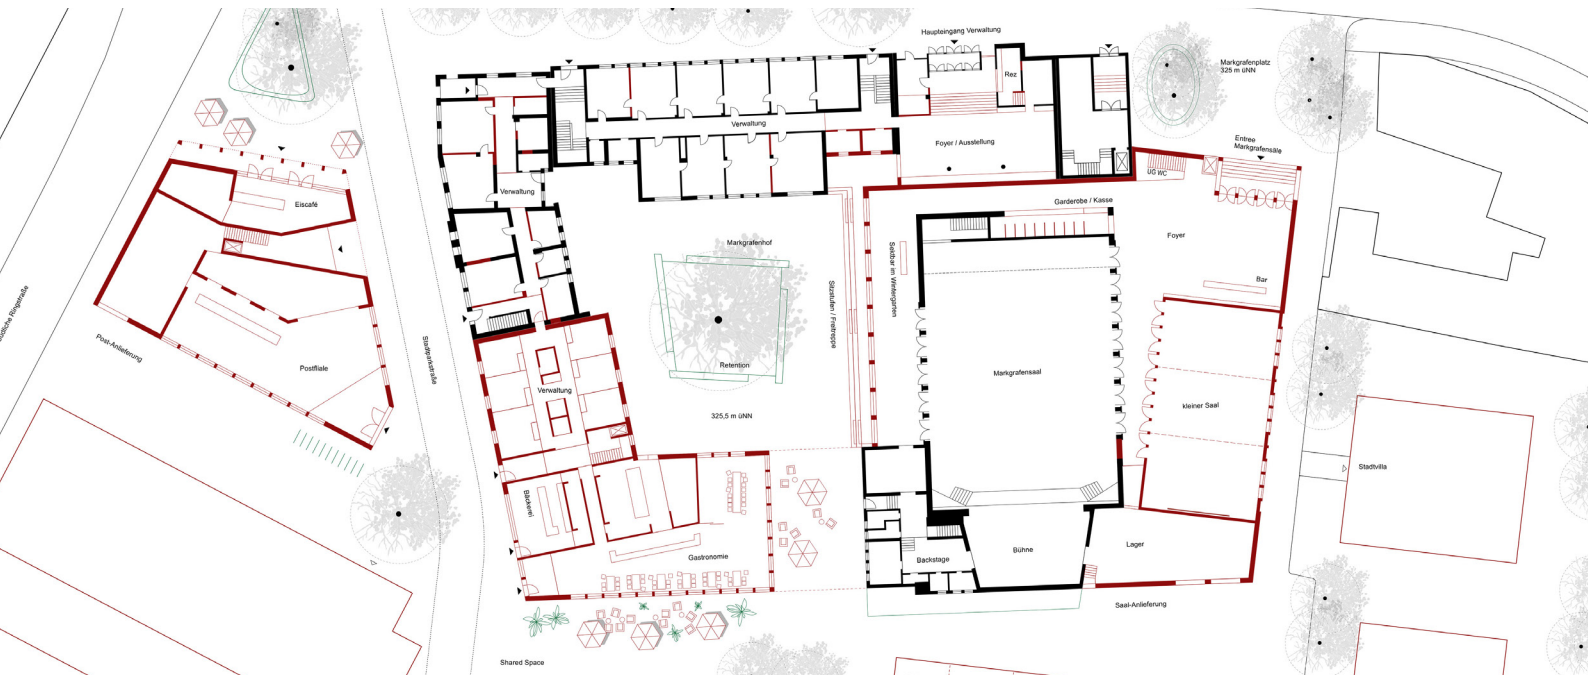 Haupteingang Verwaltung
Rez
Markgrafenplatz
325 m üNN
Verwaltung
Foyer / Ausstellung
Entree
Markgrafensäle
UG WC
Verwaltung
Eiscafé
Garderobe / Kasse
Foyer
Markgrafenhof
Sektbar im Wintergarten
Sitzstufen / Freitreppe
Bar
Post-Anlieferung
Stadtparkstraße
Postfiliale
Retention
Markgrafensaal
Verwaltung
kleiner Saal
325,5 m üNN
Stadtvilla
Bäckerei
Gastronomie
Backstage
Bühne
Lager
Saal-Anlieferung
Shared Space